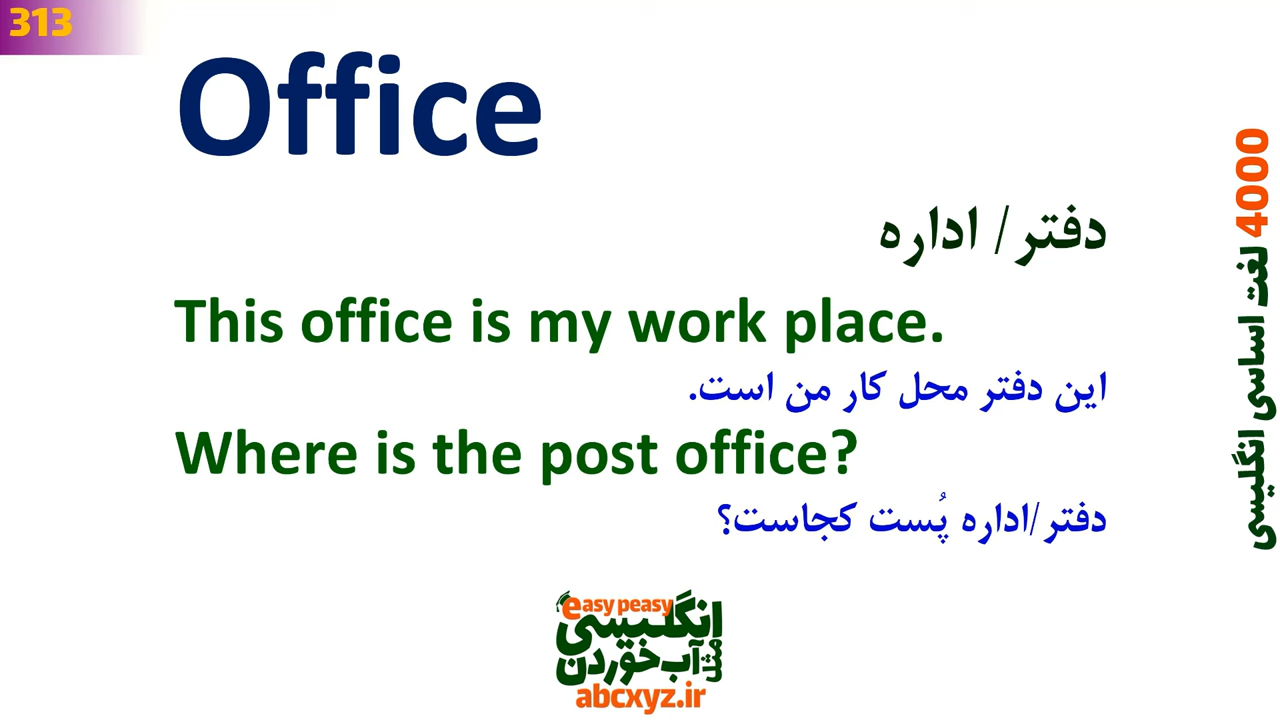 313
Office
دفتر/ اداره
This office is my work place.
این دفتر محل کار من است.
Where is the post office?
دفتر/اداره پُست کجاست؟
4000 لغت اساسی انگلیسی
easy peasy
انگلیسی
مثل آب خوردن
abcxyz.ir